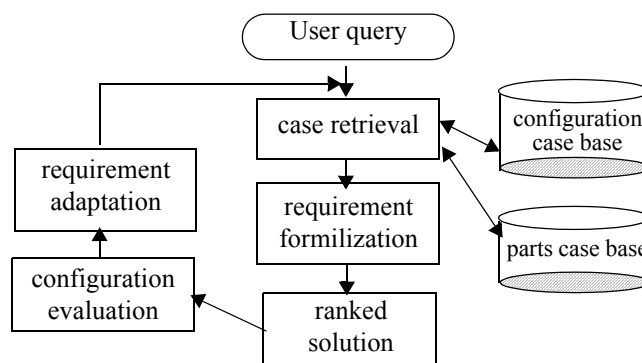 User query
case retrieval
configuration
case base
requirement
adaptation
requirement
formilization
parts case base
configuration
evaluation
ranked
solution